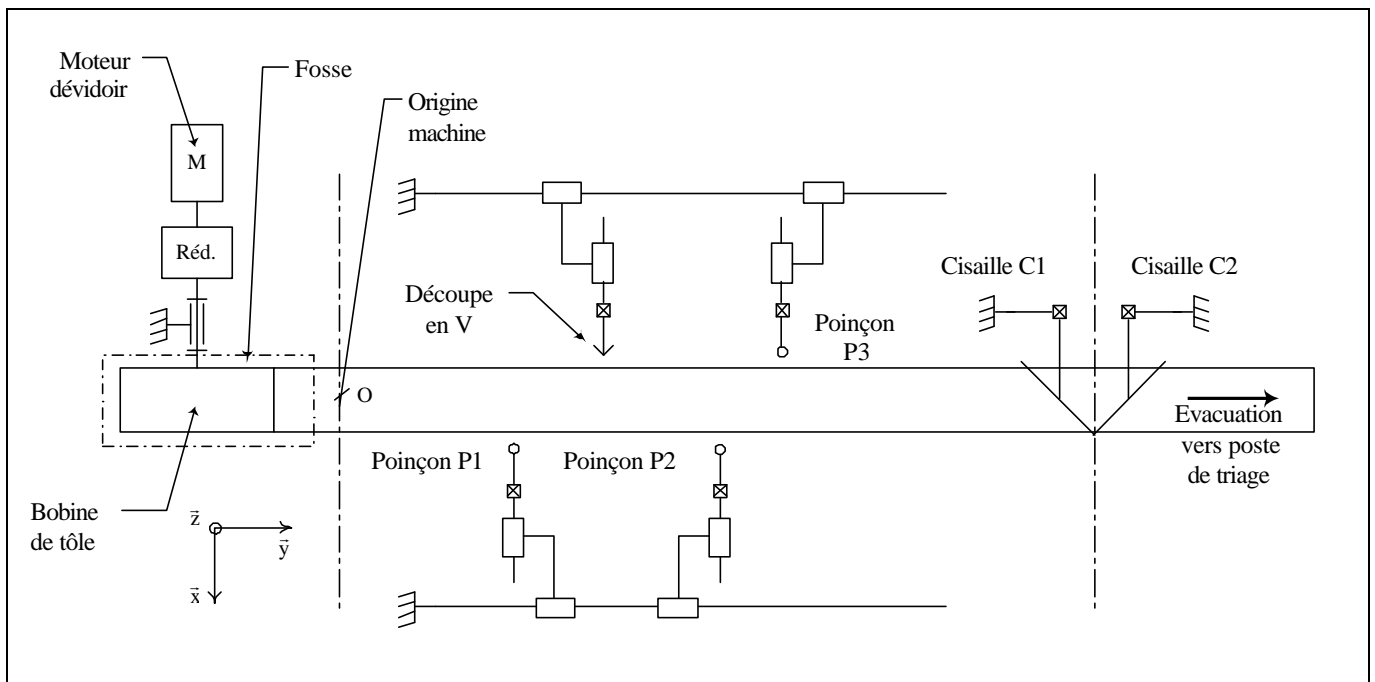 Moteur
dévidoir
Fosse
Origine
machine
M
Réd.
Cisaille C1
Cisaille C2
Découpe
en V
Poinçon
P3
O
Evacuation
vers poste
de triage
Poinçon P1
Poinçon P2
Bobine
de tôle
z
y
x